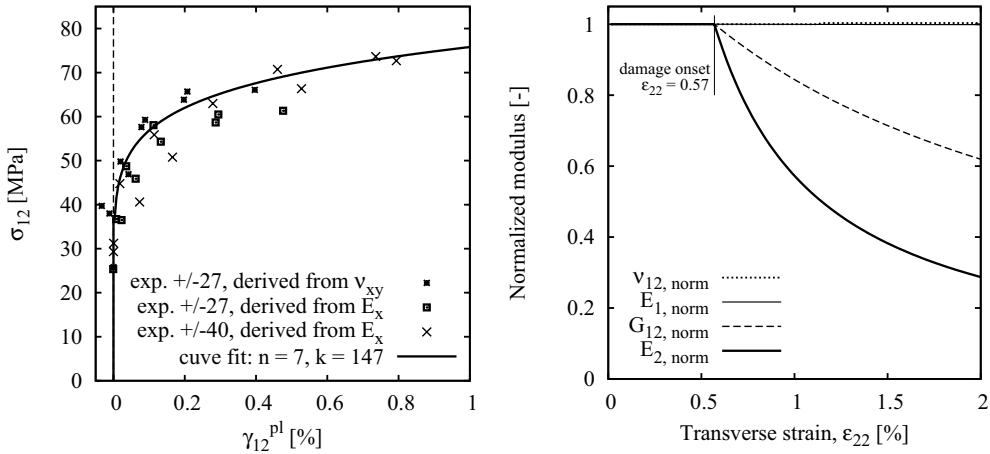 σ12 [MPa]
80
70
60
50
40
30
20
10
0
exp. +/-27, derived from νxy
exp. +/-27, derived from Ex
exp. +/-40, derived from Ex
cuve fit: n = 7, k = 147
0
0.2
0.4
0.6
0.8
1
γ12pl [%]
Normalized modulus [-]
1
0.8
0.6
0.4
0.2
0
damage onset
ε22 = 0.57
ν12, norm
E1, norm
G12, norm
E2, norm
0
0.5
1
1.5
2
Transverse strain, ε22 [%]